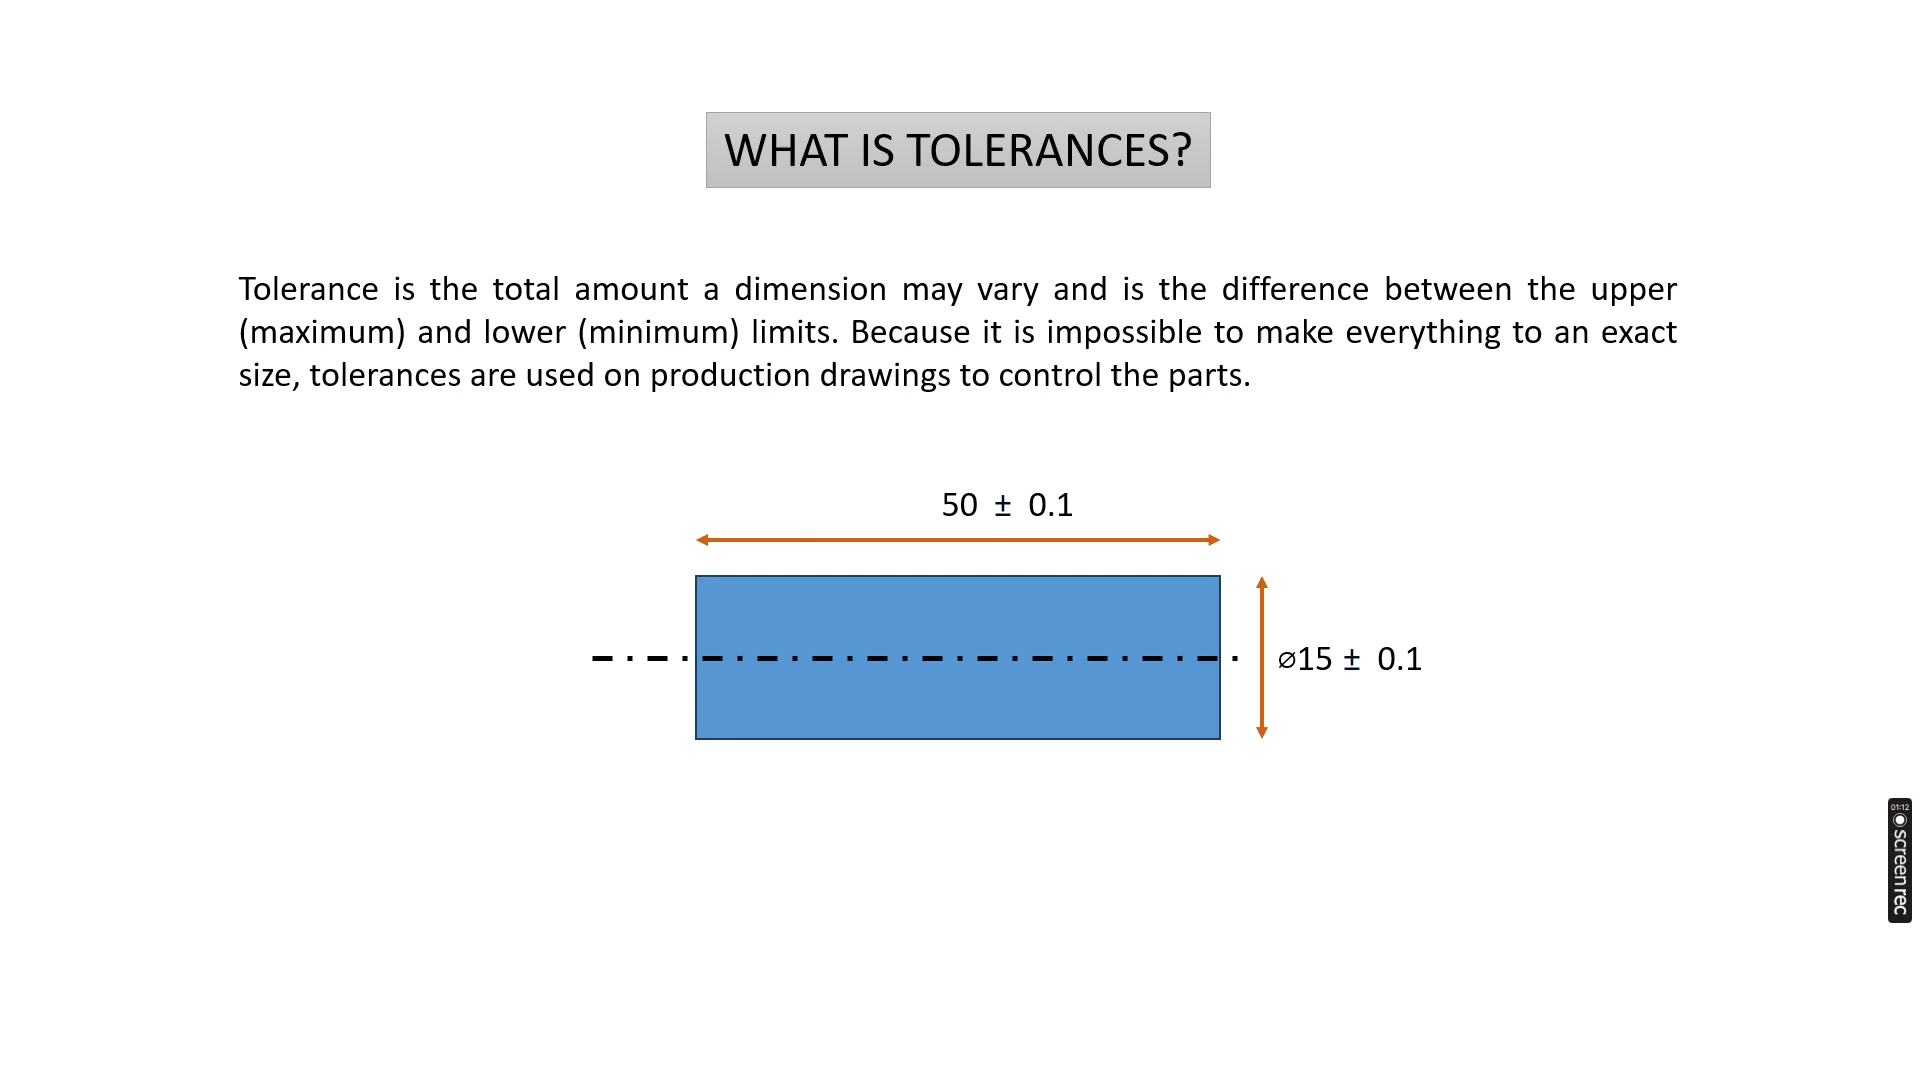 WHAT IS TOLERANCES?
Tolerance is the total amount a dimension may vary and is the difference between the upper
(maximum) and lower (minimum) limits. Because it is impossible to make everything to an exact
size, tolerances are used on production drawings to control the parts.
50 ± 0.1
⌀15 ± 0.1
01:12
screenrec